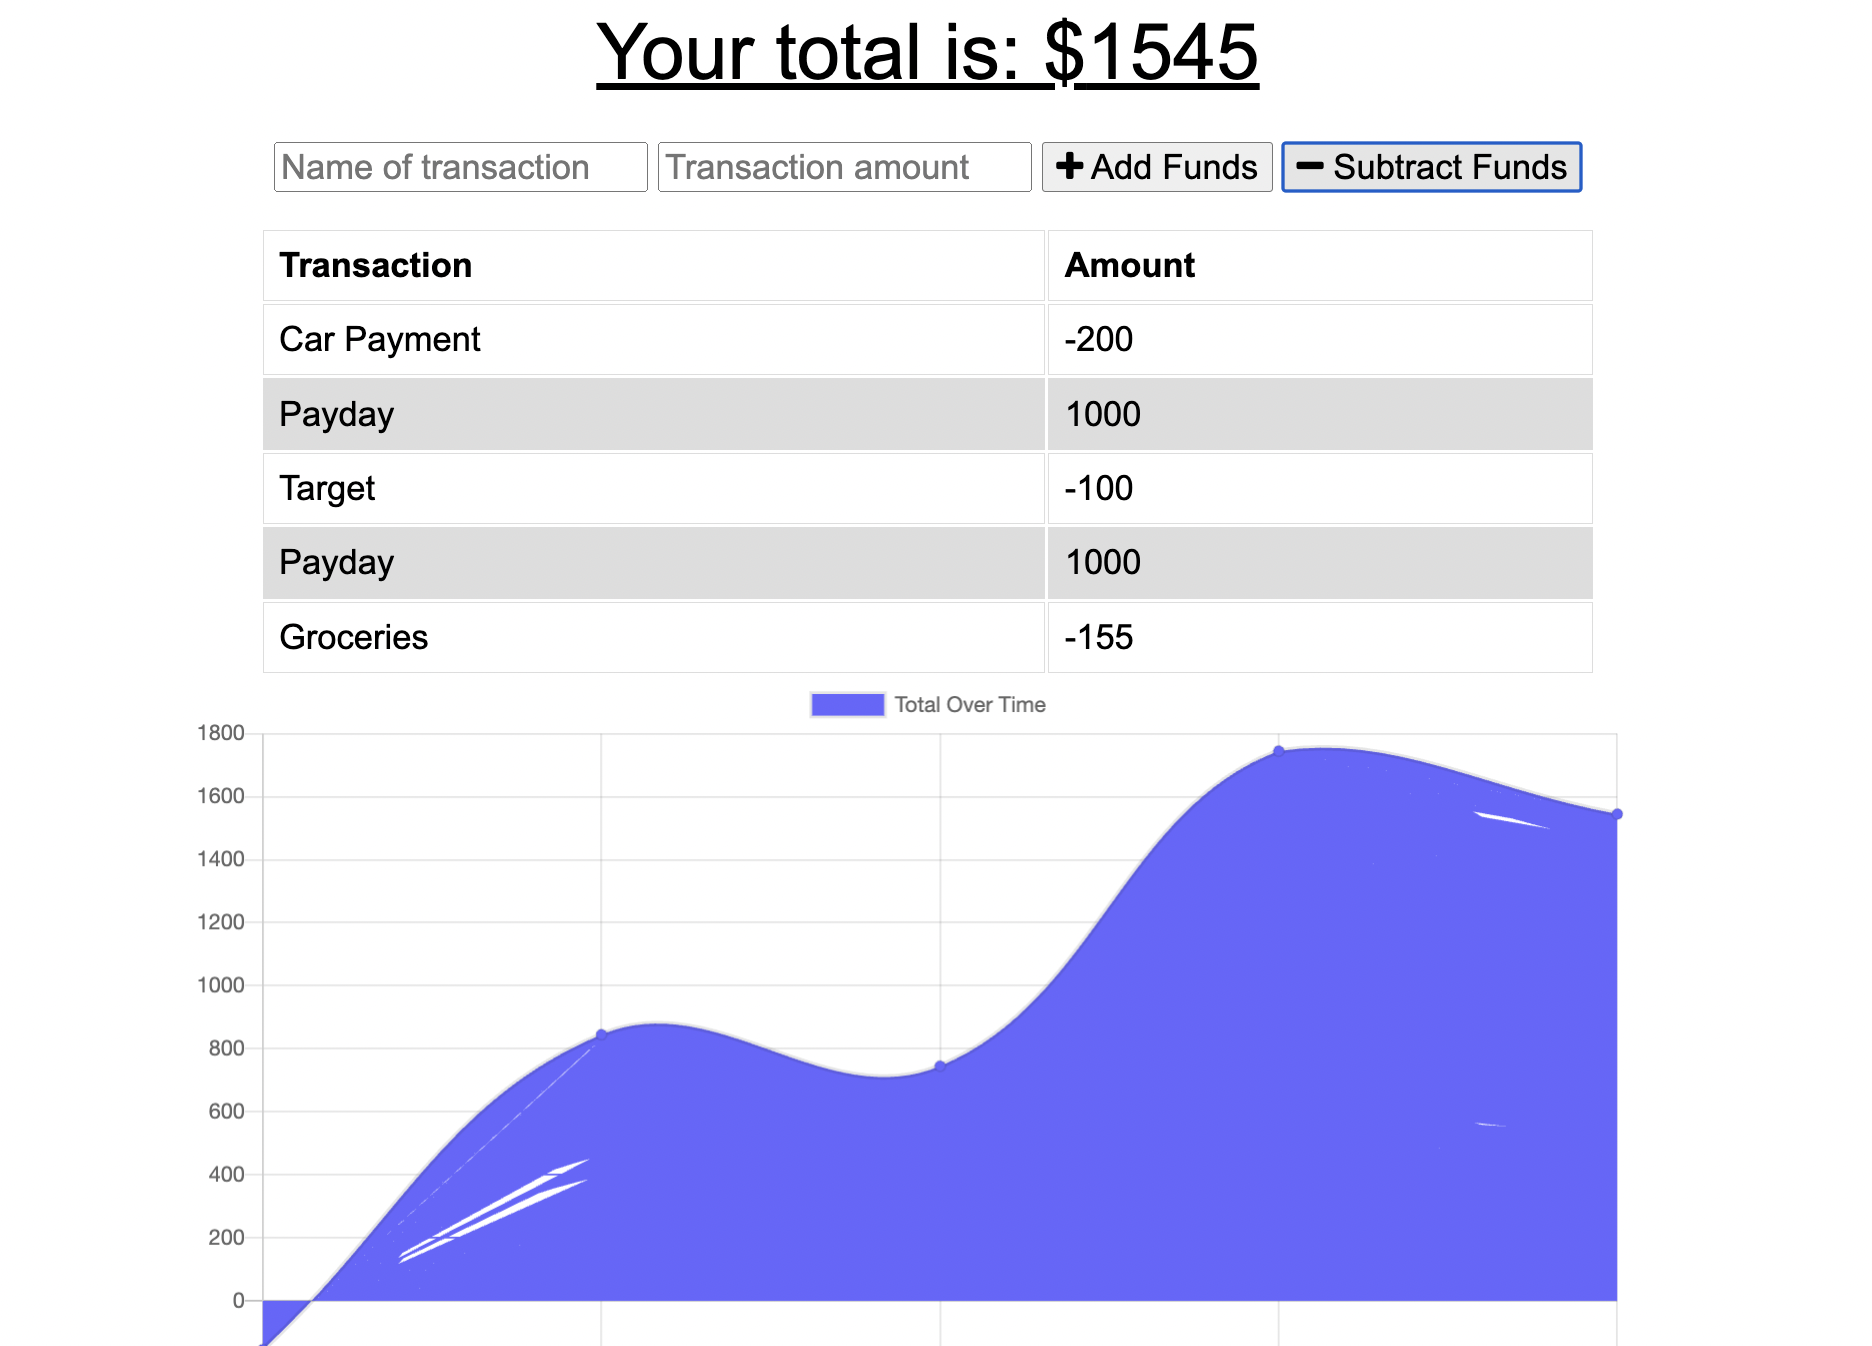 Your total is: $1545
Name of transaction Transaction amount Add Funds Subtract Funds
Transaction Amount
Car Payment -200
Payday 1000
Target -100
Payday 1000
Groceries -155
Total Over Time
1800
1600
1400
1200
1000
800
600
400
200
0